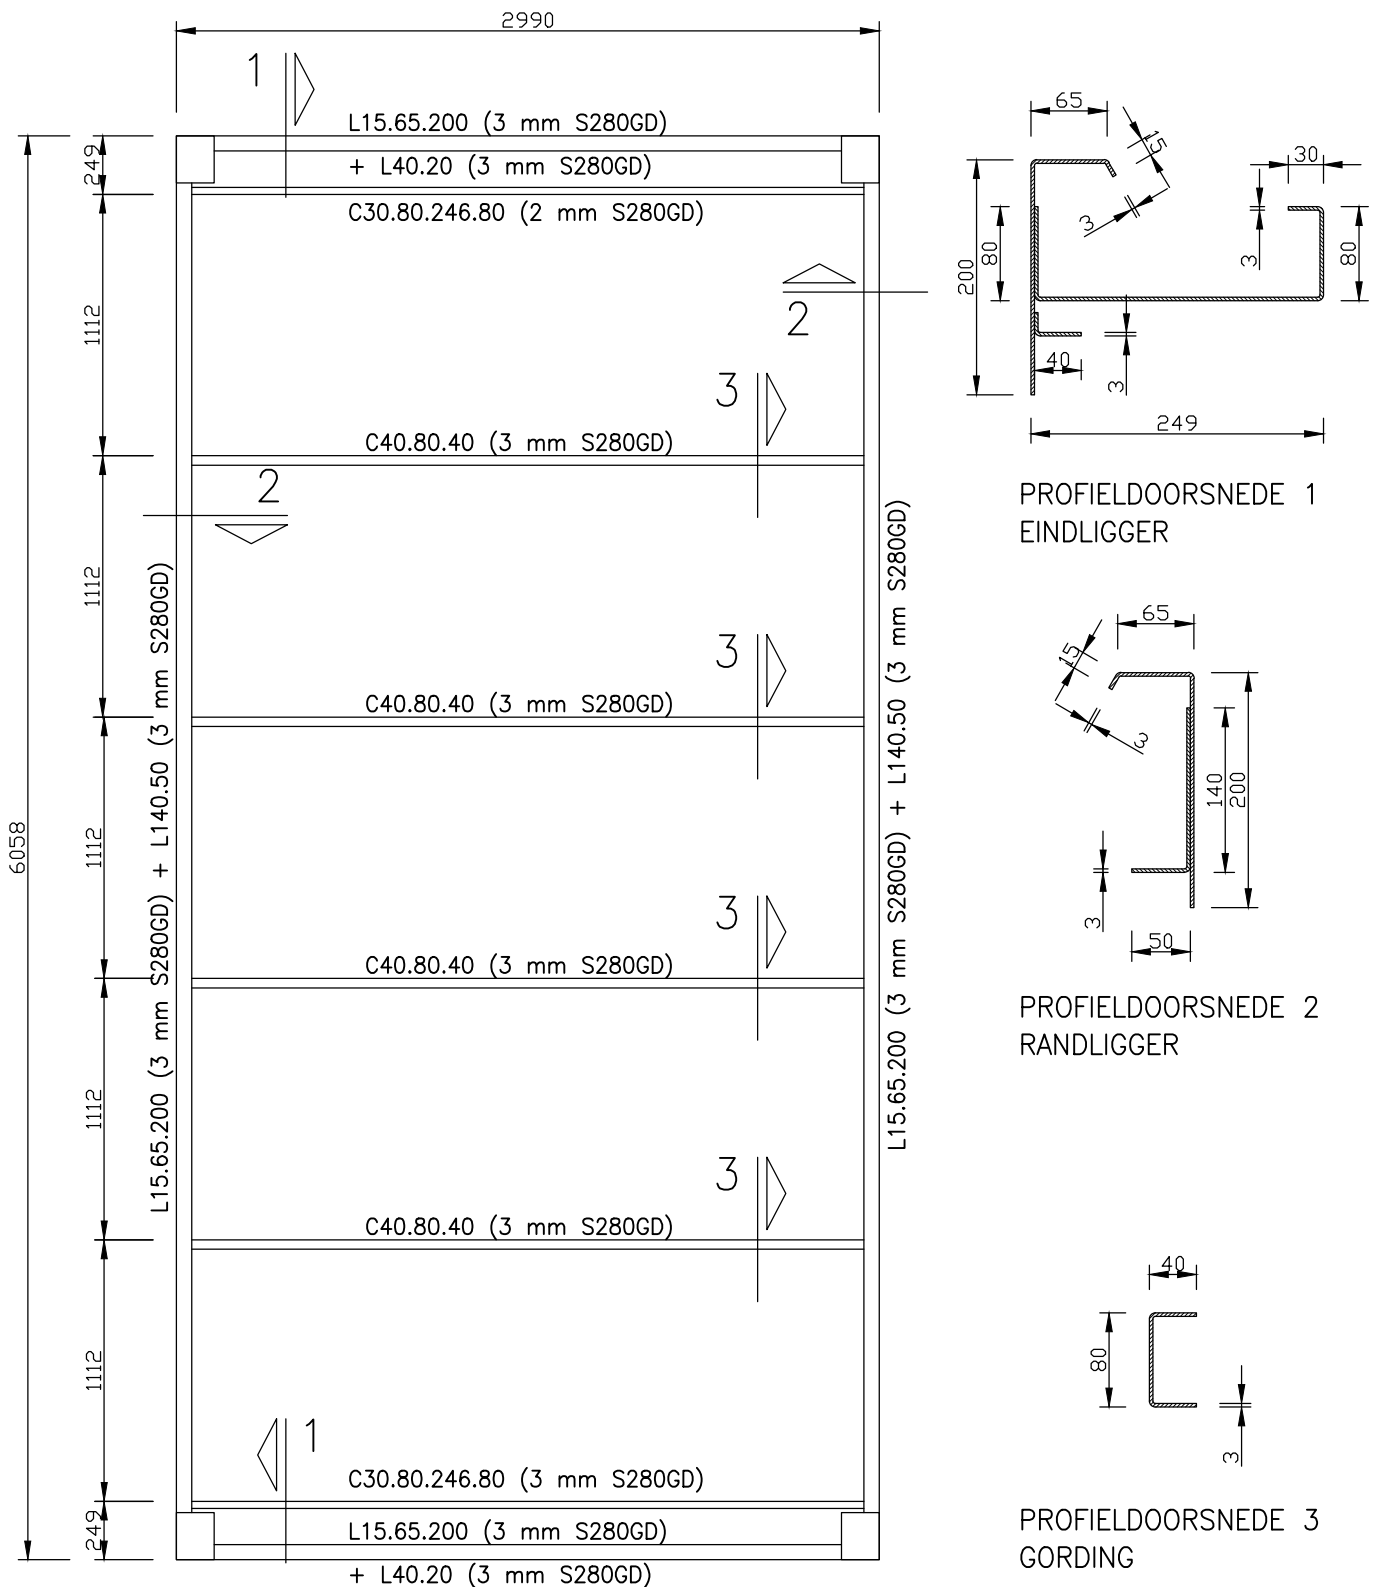 2990
1
L15.65.200 (3 mm S280GD)
+ L40.20 (3 mm S280GD)
C30.80.246.80 (2 mm S280GD)
249
1112
2
3
C40.80.40 (3 mm S280GD)
1112
2
3
C40.80.40 (3 mm S280GD)
6058
1112
3
C40.80.40 (3 mm S280GD)
1112
3
C40.80.40 (3 mm S280GD)
1112
1
C30.80.246.80 (3 mm S280GD)
249
L15.65.200 (3 mm S280GD)
+ L40.20 (3 mm S280GD)
L15.65.200 (3 mm S280GD) + L140.50 (3 mm S280GD)
L15.65.200 (3 mm S280GD) + L140.50 (3 mm S280GD)
65
15
3
30
200
80
3
80
40
3
249
PROFIELDOORSNEDE 1
EINDLIGGER
65
15
3
140
200
3
50
PROFIELDOORSNEDE 2
RANDLIGGER
40
80
3
PROFIELDOORSNEDE 3
GORDING